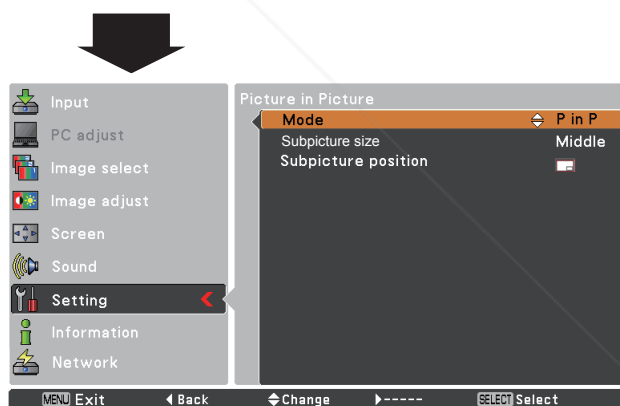 Input
PC adjust
Image select
Image adjust
Screen
Sound
Setting
Information
Network
Picture in Picture
Mode P in P
Subpicture size Middle
Subpicture position
MENU Exit Back Change ----- SELECT Select